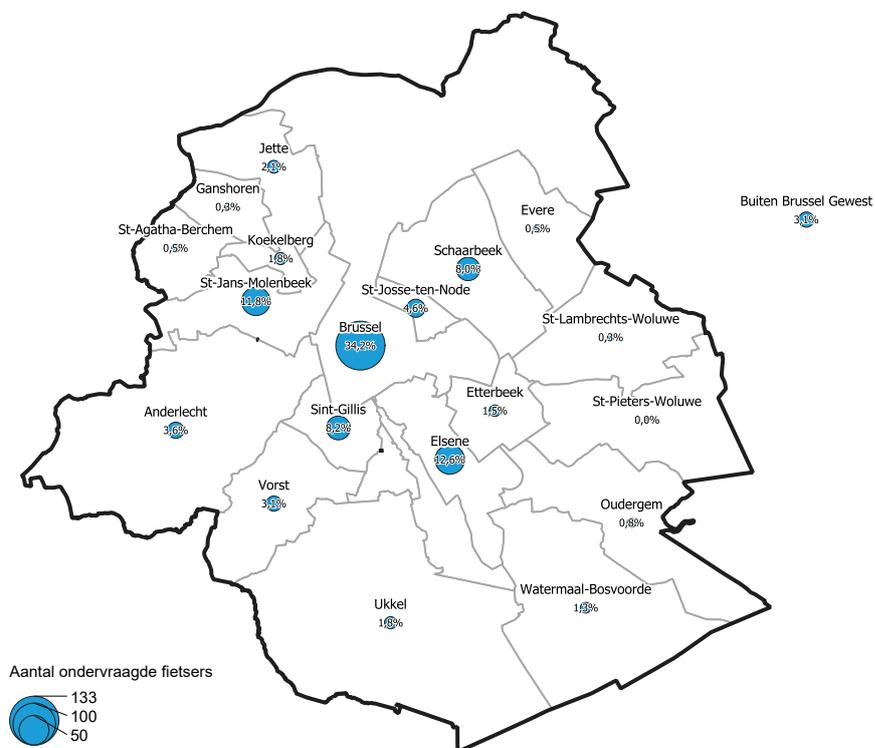 Jette
2,1%
Ganshoren
0,3%
Evere
0,5%
Buiten Brussel Gewest
3,1%
St-Agatha-Berchem
0,5%
Koekelberg
1,8%
Schaarbeek
8,0%
St-Jans-Molenbeek
11,8%
St-Josse-ten-Node
4,6%
St-Lambrechts-Woluwe
0,3%
Brussel
34,2%
Etterbeek
1,5%
St-Pieters-Woluwe
0,0%
Anderlecht
3,6%
Sint-Gillis
8,2%
Elsene
12,6%
Vorst
3,1%
Oudergem
0,8%
Watermaal-Bosvoorde
1,3%
Ukkel
1,8%
Aantal ondervraagde fietsers
133
100
50